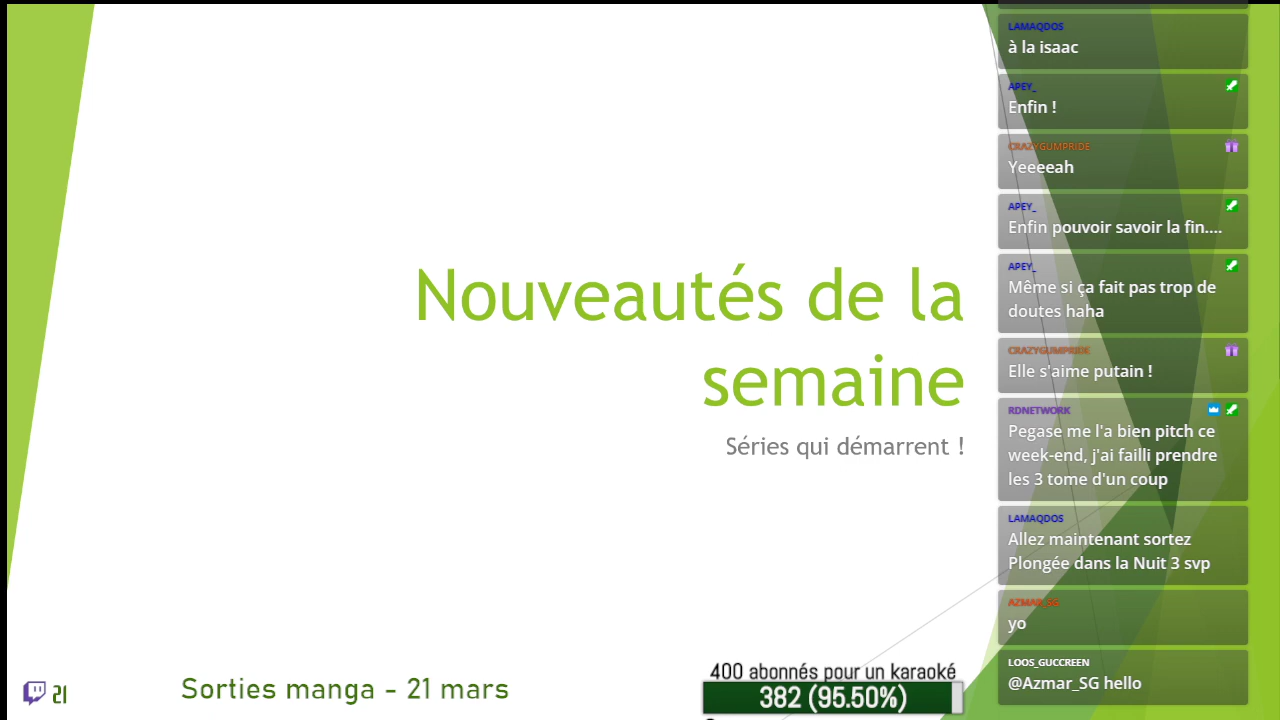 Nouveautés de la
semaine
Séries qui démarrent !
21
Sorties manga - 21 mars
400 abonnés pour un karaoké
382 (95.50%)
LAMAQDOS
à la isaac
APEY_
Enfin !
CRAZYGUMPRIDE
Yeeeeah
APEY_
Enfin pouvoir savoir la fin....
APEY_
Même si ça fait pas trop de
doutes haha
CRAZYGUMPRIDE
Elle s'aime putain !
RDNETWORK
Pegase me l'a bien pitch ce
week-end, j'ai failli prendre
les 3 tome d'un coup
LAMAQDOS
Allez maintenant sortez
Plongée dans la Nuit 3 svp
AZMAR_SG
yo
LOOS_GUCCREEN
@Azmar_SG hello